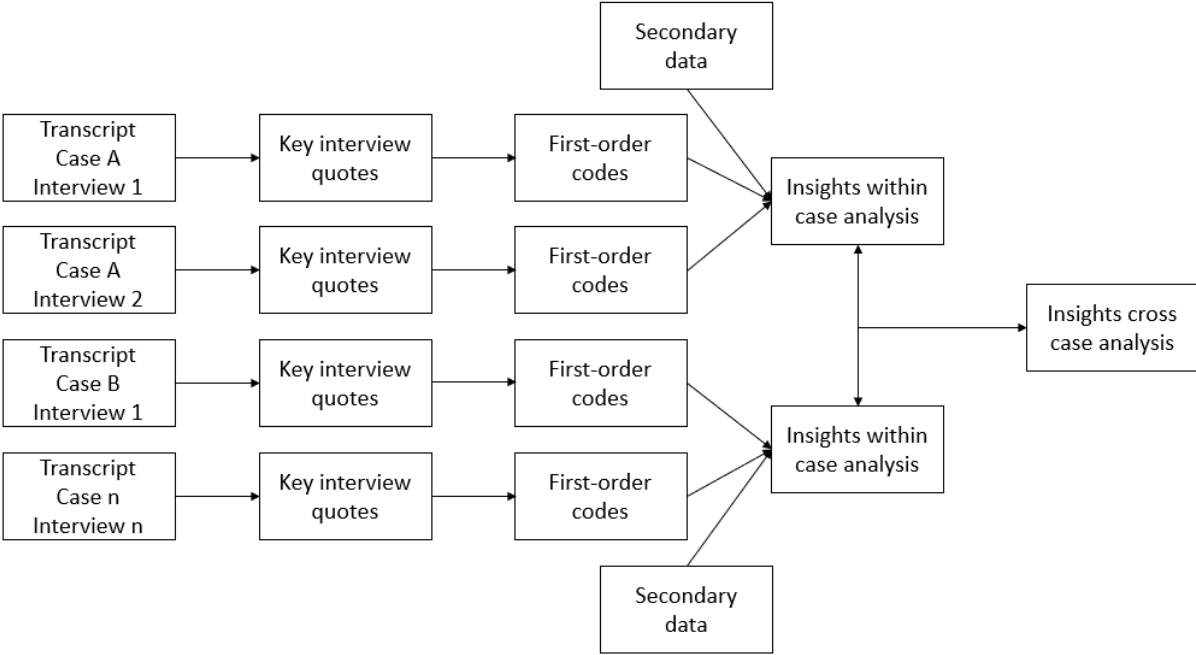 Secondary
data
Transcript
Case A
Interview 1
Key interview
quotes
First-order
codes
Insights within
case analysis
Transcript
Case A
Interview 2
Key interview
quotes
First-order
codes
Insights cross
case analysis
Transcript
Case B
Interview 1
Key interview
quotes
First-order
codes
Insights within
case analysis
Transcript
Case n
Interview n
Key interview
quotes
First-order
codes
Secondary
data